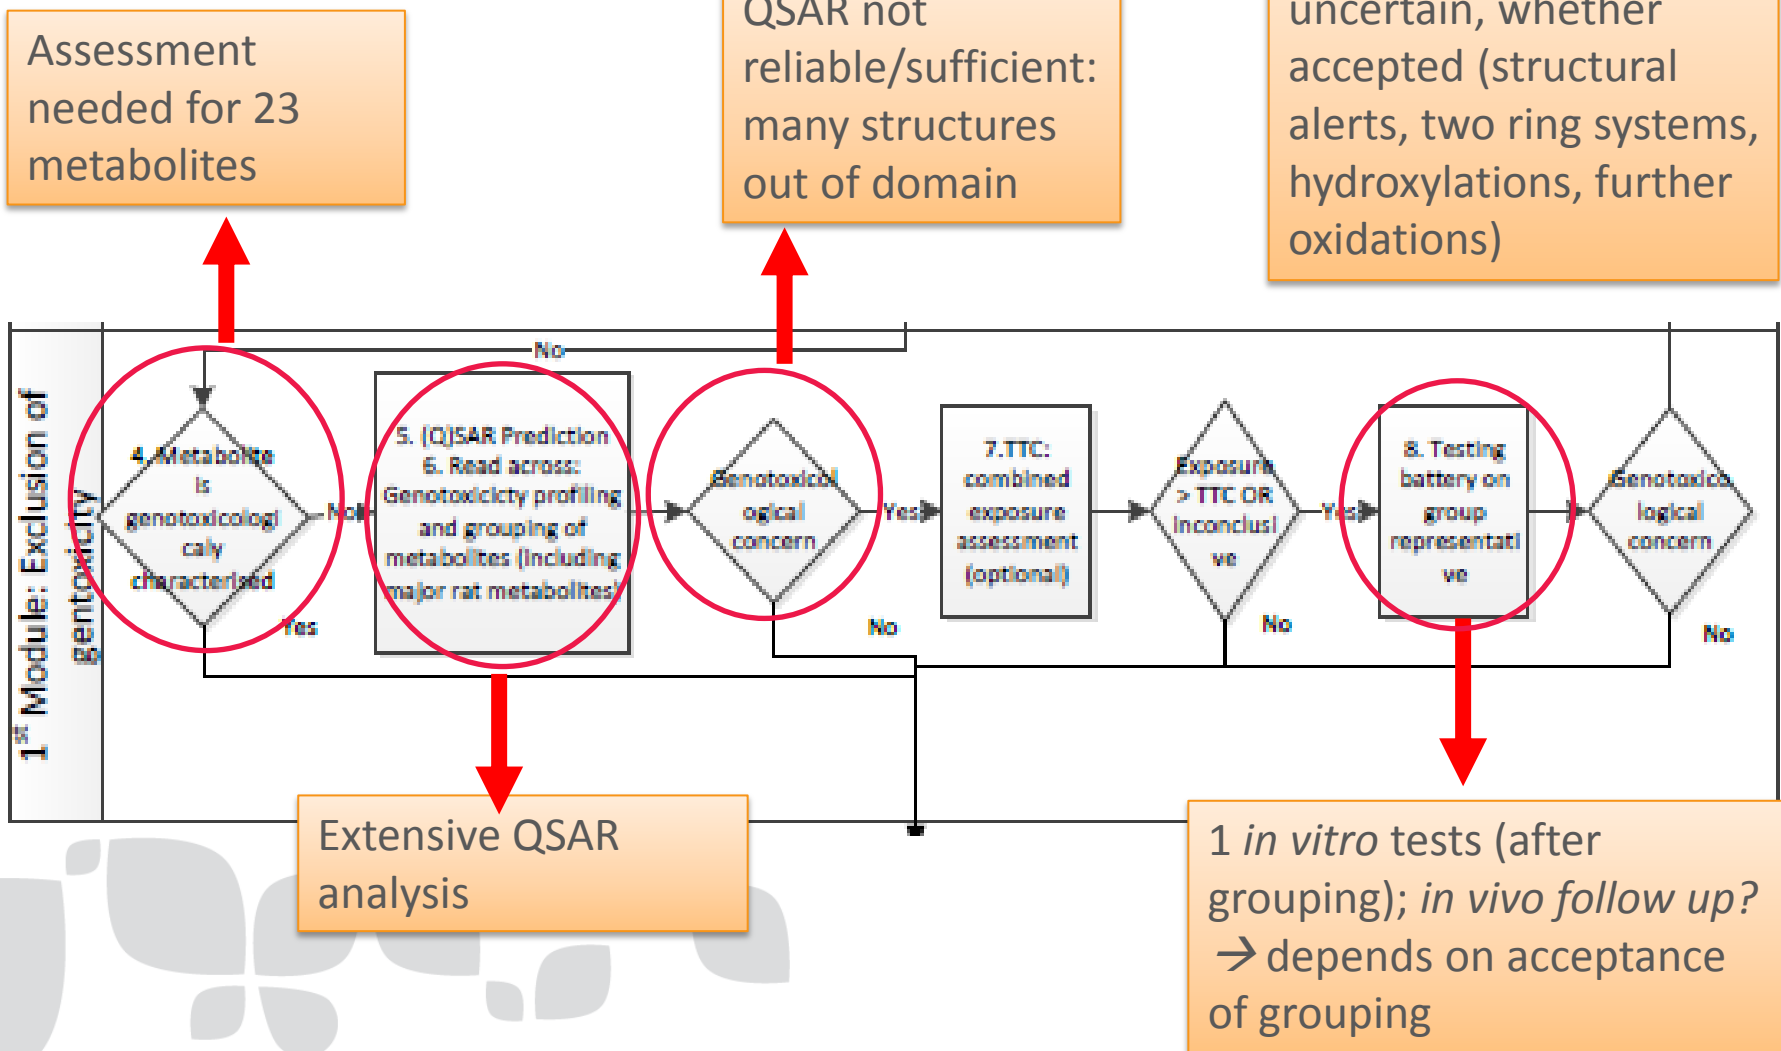 Assessment
needed for 23
metabolites
QSAR not
reliable/sufficient:
many structures
out of domain
uncertain, whether
accepted (structural
alerts, two ring systems,
hydroxylations, further
oxidations)
1st Module: Exclusion of
gentoxicity
No
4. Metabolite
is
genotoxicologi
caly
characterised
Yes
No
5. (Q)SAR Prediction
6. Read across:
Genotoxicicty profiling
and grouping of
metabolites (including
major rat metabolites)
Genotoxicol
ogical
concern
Yes
No
7.TTC:
combined
exposure
assessment
(optional)
Exposure
> TTC OR
inconclusi
ve
Yes
No
8. Testing
battery on
group
representati
ve
Genotoxico
logical
concern
No
Extensive QSAR
analysis
1 in vitro tests (after
grouping); in vivo follow up?
→ depends on acceptance
of grouping